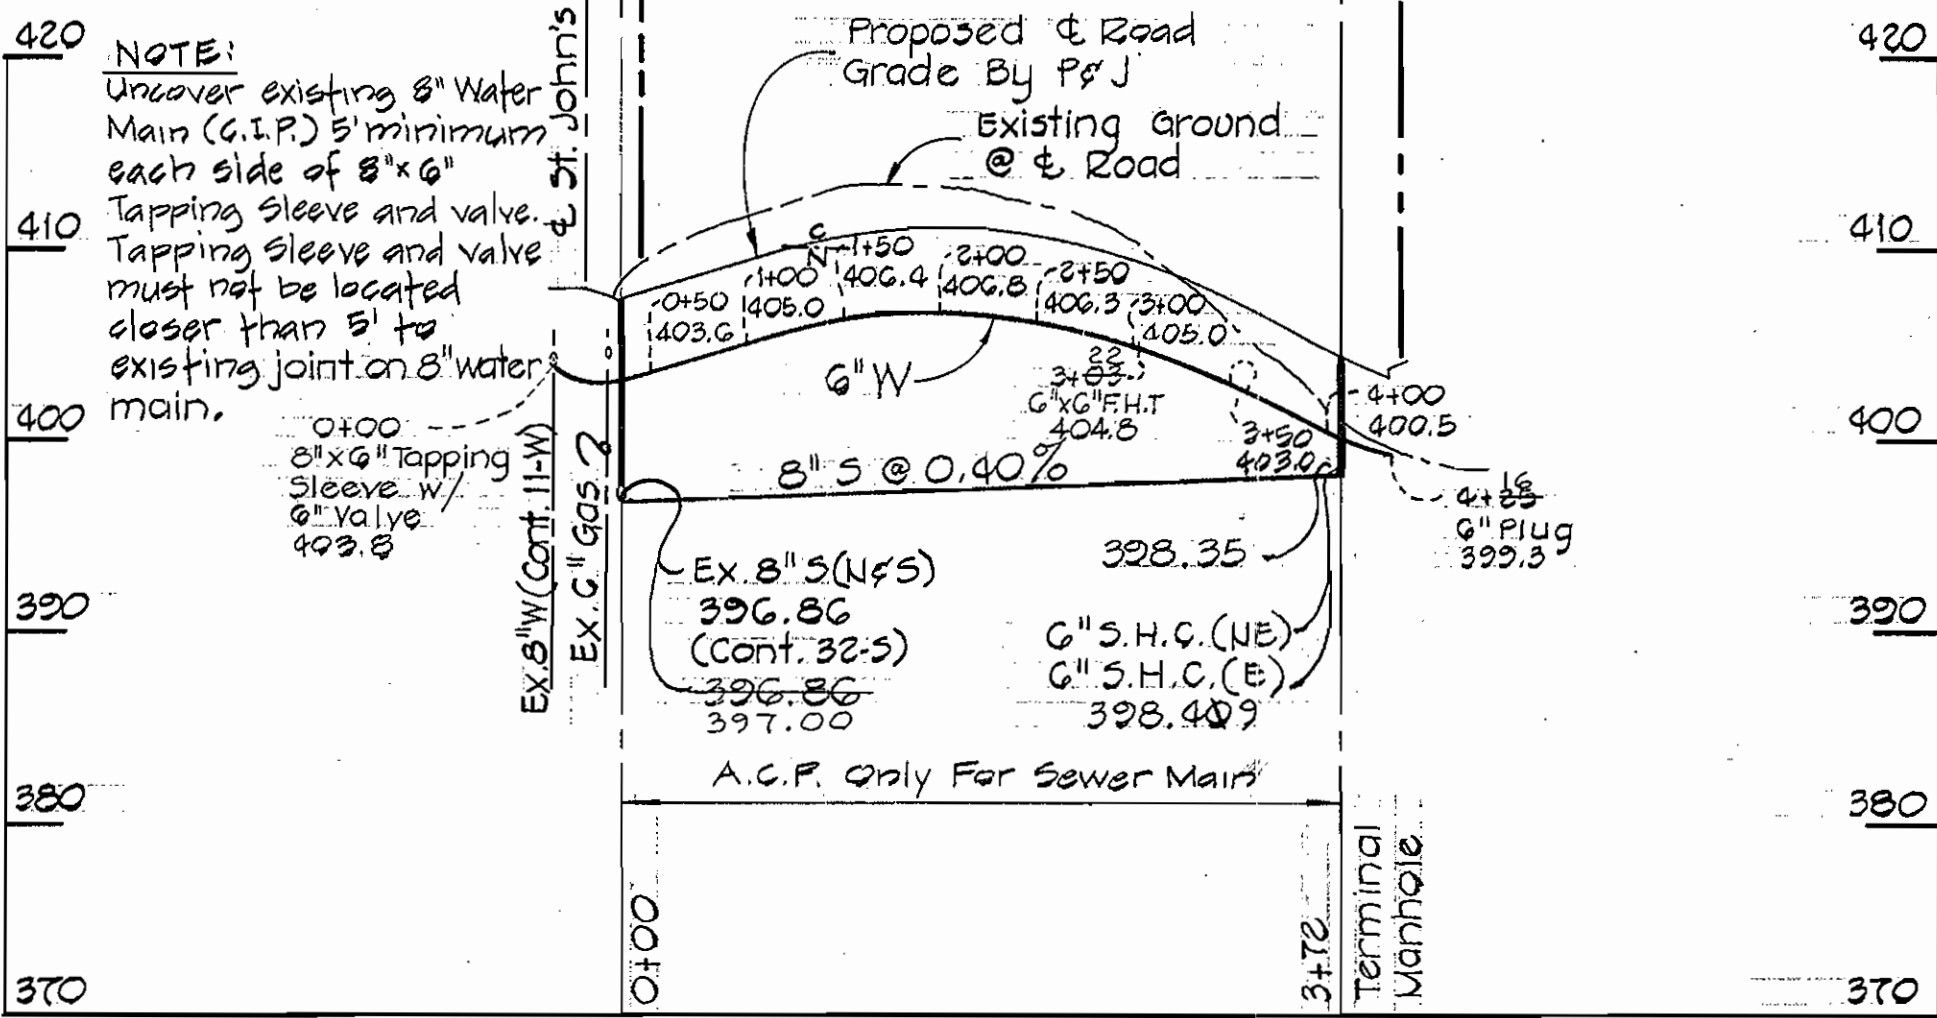 420
NOTE:
Uncover existing 8" Water
Main (C.I.P.) 5' minimum
each side of 8"x6"
Tapping Sleeve and valve.
Tapping Sleeve and valve
must not be located
closer than 5' to
existing joint on 8" water
main.
℄ St. John's
Proposed ℄ Road
Grade By P&J
Existing Ground
@ ℄ Road
420
410
410
0+50
403.6
1+00
405.0
1+50
406.4
2+00
406.8
2+50
406.3
3+00
405.0
6" W
22
3+03
6"x6" F.H.T
404.8
3+50
403.0
4+00
400.5
400
400
0+00
8"x6" Tapping
Sleeve w/
6" Valve
403.8
Ex. 8" W (Cont. 11-W)
Ex. 6" Gas ?
8" S @ 0.40%
16
4+25
6" Plug
399.3
Ex. 8" S (N&S)
396.86
(Cont. 32-S)
396.86
397.00
398.35
6" S.H.C. (NE)
6" S.H.C. (E)
398.409
390
390
A.C.P. Only For Sewer Main
380
380
0+00
3+72
Terminal
Manhole
370
370